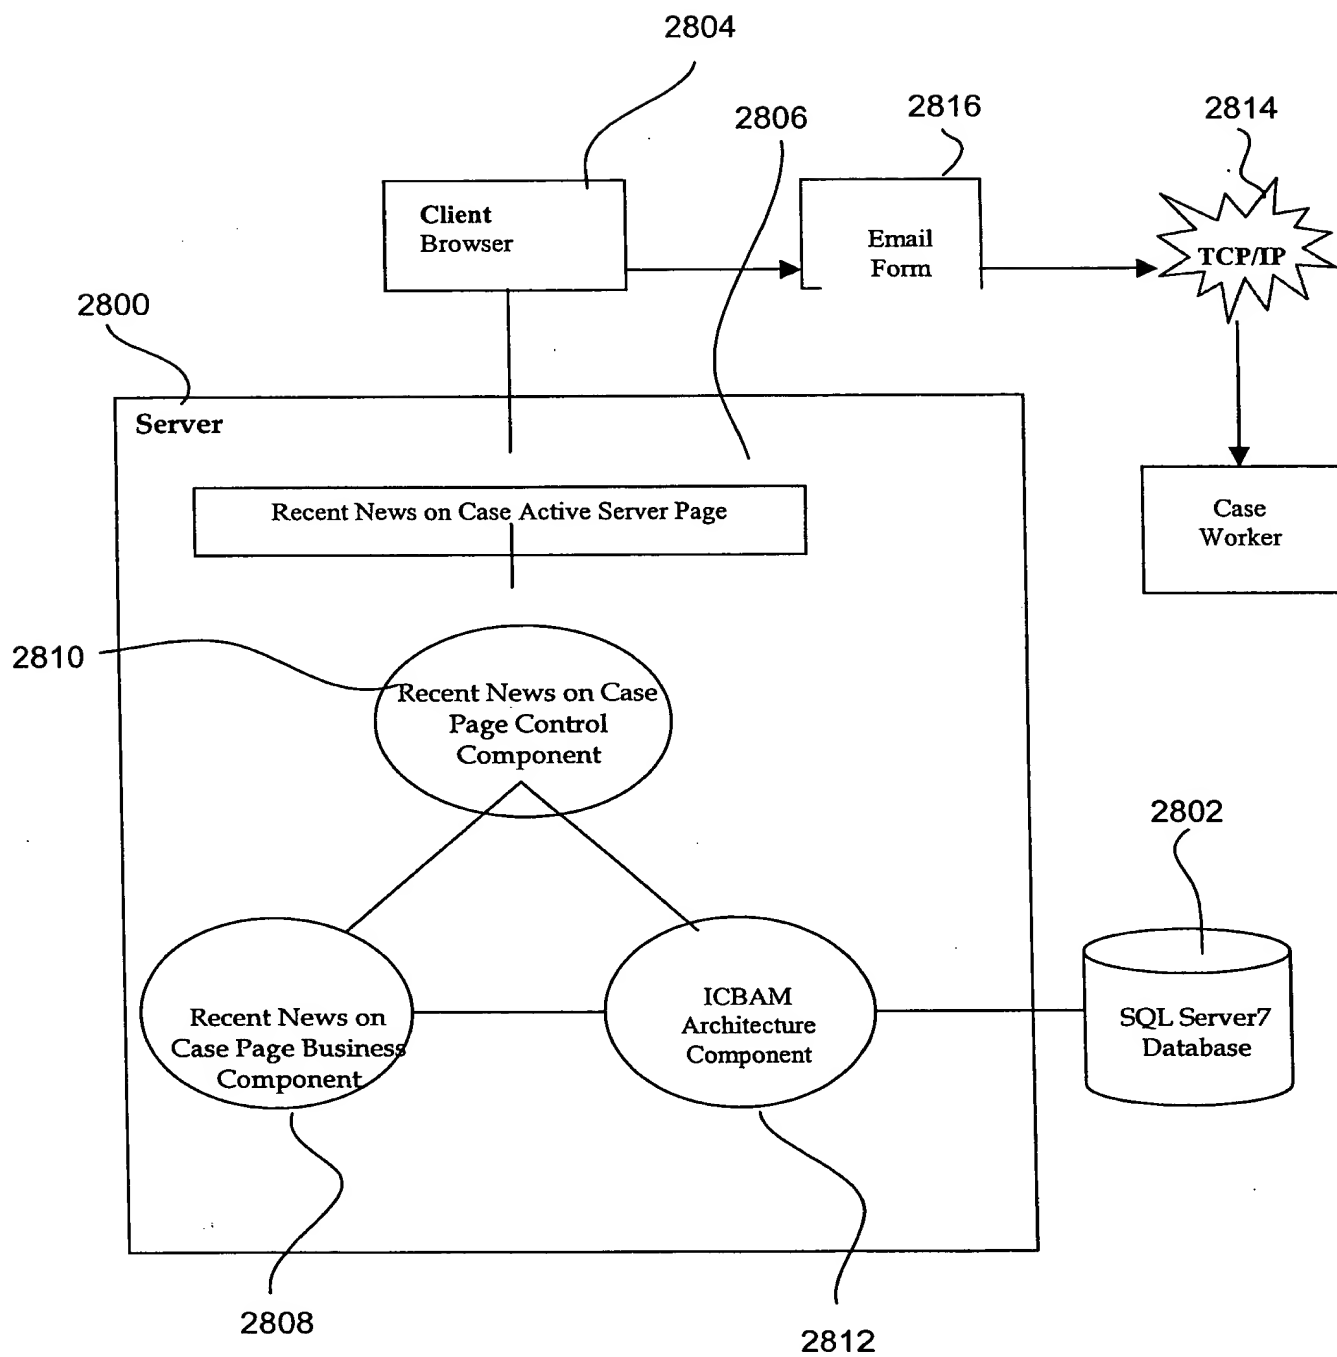 2804
2806
2816
2814
Client
Browser
Email
Form
TCP/IP
2800
Server
Recent News on Case Active Server Page
Case
Worker
2810
Recent News on Case
Page Control
Component
2802
Recent News on
Case Page Business
Component
ICBAM
Architecture
Component
SQL Server7
Database
2808
2812